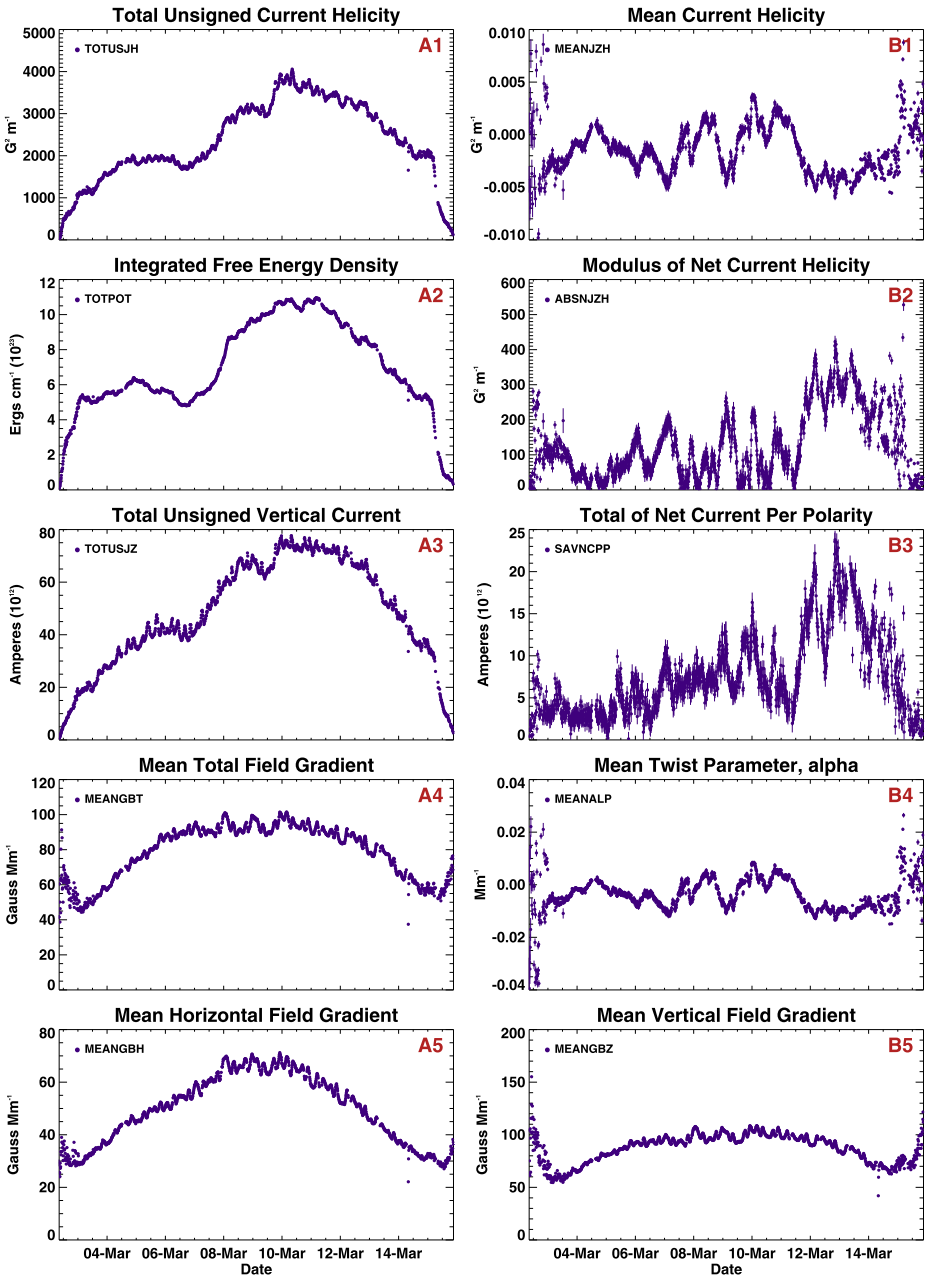 Total Unsigned Current Helicity
5000
4000
3000
2000
1000
0
G² m⁻¹
TOTUSJH
A1
Mean Current Helicity
0.010
0.005
0.000
-0.005
-0.010
G² m⁻¹
MEANJZH
B1
Integrated Free Energy Density
12
10
8
6
4
2
0
Ergs cm⁻¹ (10²³)
TOTPOT
A2
Modulus of Net Current Helicity
600
500
400
300
200
100
0
G² m⁻¹
ABSNJZH
B2
Total Unsigned Vertical Current
80
60
40
20
0
Amperes (10¹²)
TOTUSJZ
A3
Total of Net Current Per Polarity
25
20
15
10
5
0
Amperes (10¹²)
SAVNCPP
B3
Mean Total Field Gradient
120
100
80
60
40
20
0
Gauss Mm⁻¹
MEANGBT
A4
Mean Twist Parameter, alpha
0.04
0.02
0.00
-0.02
-0.04
Mm⁻¹
MEANALP
B4
Mean Horizontal Field Gradient
80
60
40
20
0
Gauss Mm⁻¹
MEANGBH
A5
04-Mar 06-Mar 08-Mar 10-Mar 12-Mar 14-Mar
Date
Mean Vertical Field Gradient
200
150
100
50
0
Gauss Mm⁻¹
MEANGBZ
B5
04-Mar 06-Mar 08-Mar 10-Mar 12-Mar 14-Mar
Date